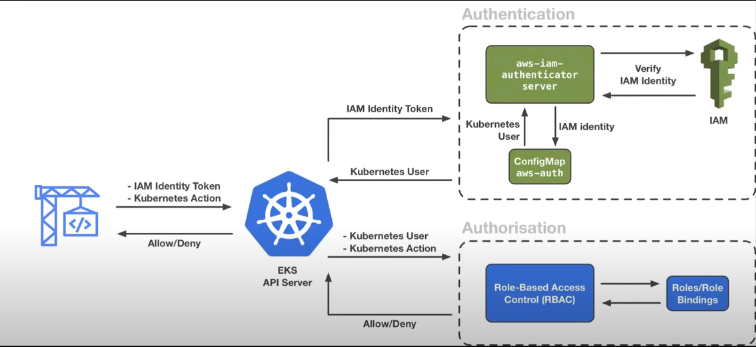 Authentication
aws-iam-
authenticator
server
Verify
IAM Identity
IAM
IAM Identity Token
Kubernetes
User
IAM identity
ConfigMap
aws-auth
Kubernetes User
- IAM Identity Token
- Kubernetes Action
</>
Allow/Deny
EKS
API Server
Authorisation
- Kubernetes User
- Kubernetes Action
Role-Based Access
Control (RBAC)
Roles/Role
Bindings
Allow/Deny